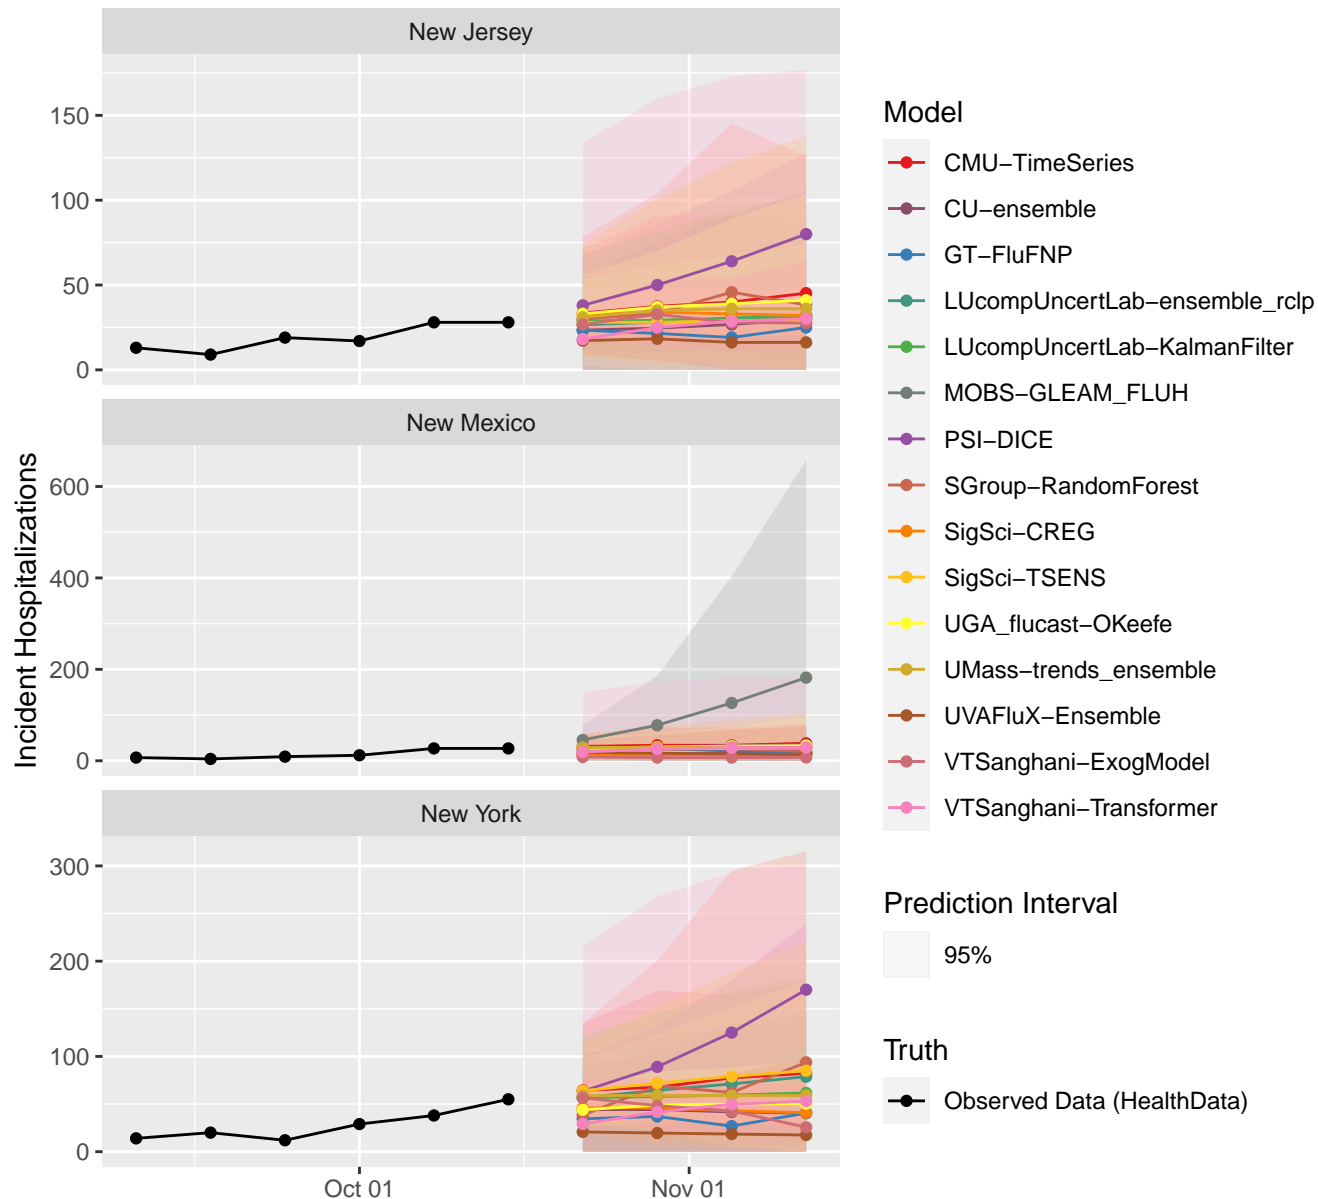 New Jersey
150
100
50
0
New Mexico
600
400
200
0
New York
300
200
100
0
Oct 01
Nov 01
Incident Hospitalizations
Model
CMU−TimeSeries
CU−ensemble
GT−FluFNP
LUcompUncertLab−ensemble_rclp
LUcompUncertLab−KalmanFilter
MOBS−GLEAM_FLUH
PSI−DICE
SGroup−RandomForest
SigSci−CREG
SigSci−TSENS
UGA_flucast−OKeefe
UMass−trends_ensemble
UVAFluX−Ensemble
VTSanghani−ExogModel
VTSanghani−Transformer
Prediction Interval
95%
Truth
Observed Data (HealthData)